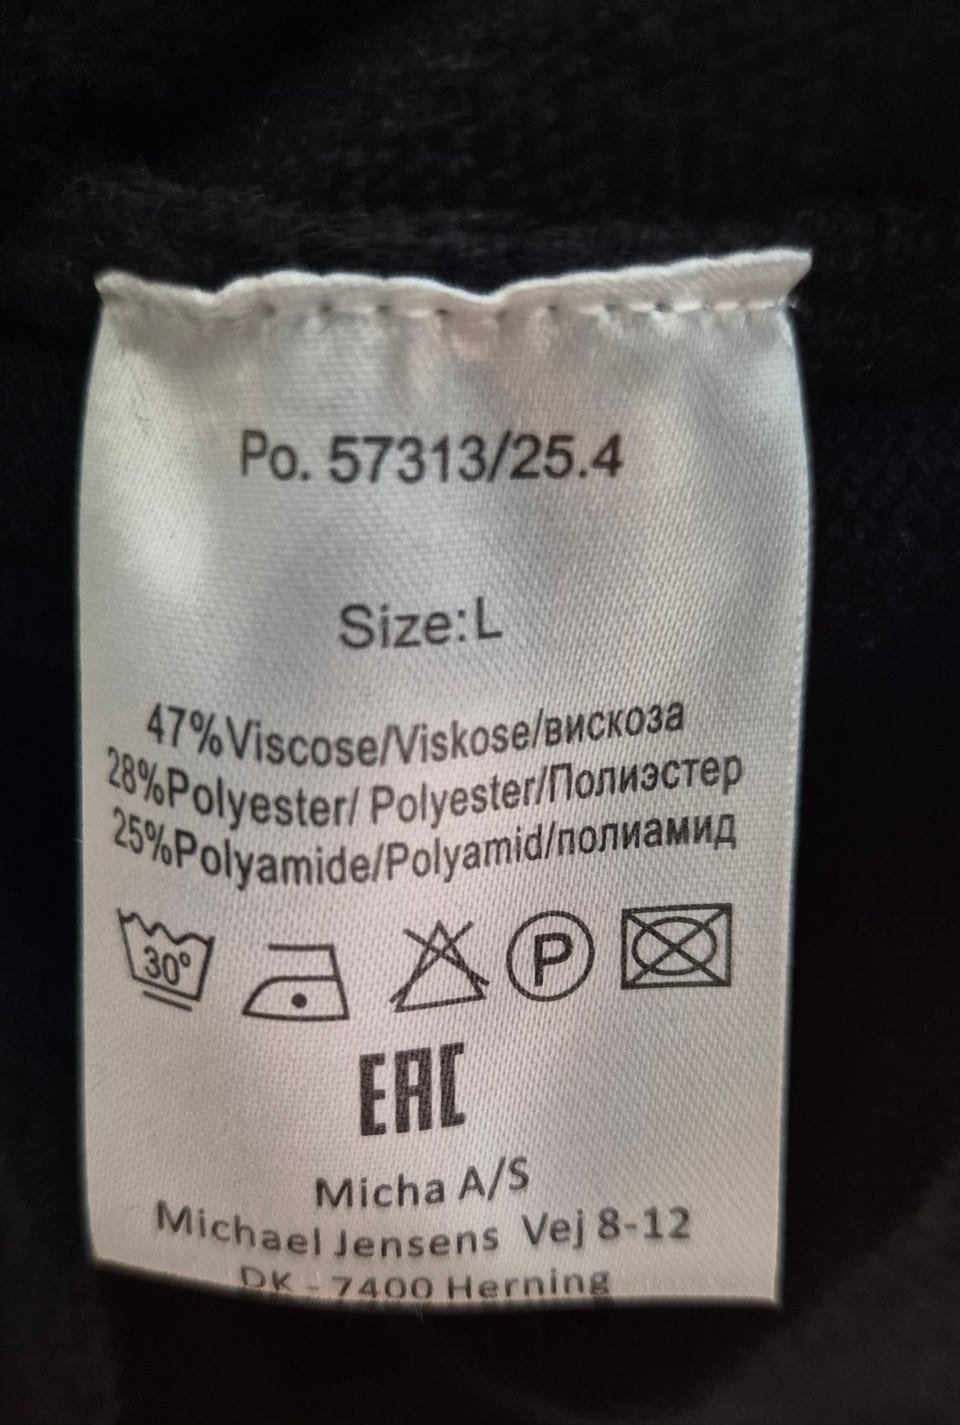 Po. 57313/25.4
Size:L
47%Viscose/Viskose/вискоза
28%Polyester/ Polyester/Полиэстер
25%Polyamide/Polyamid/полиамид
30° P
EAC
Micha A/S
Michael Jensens Vej 8-12
DK - 7400 Herning